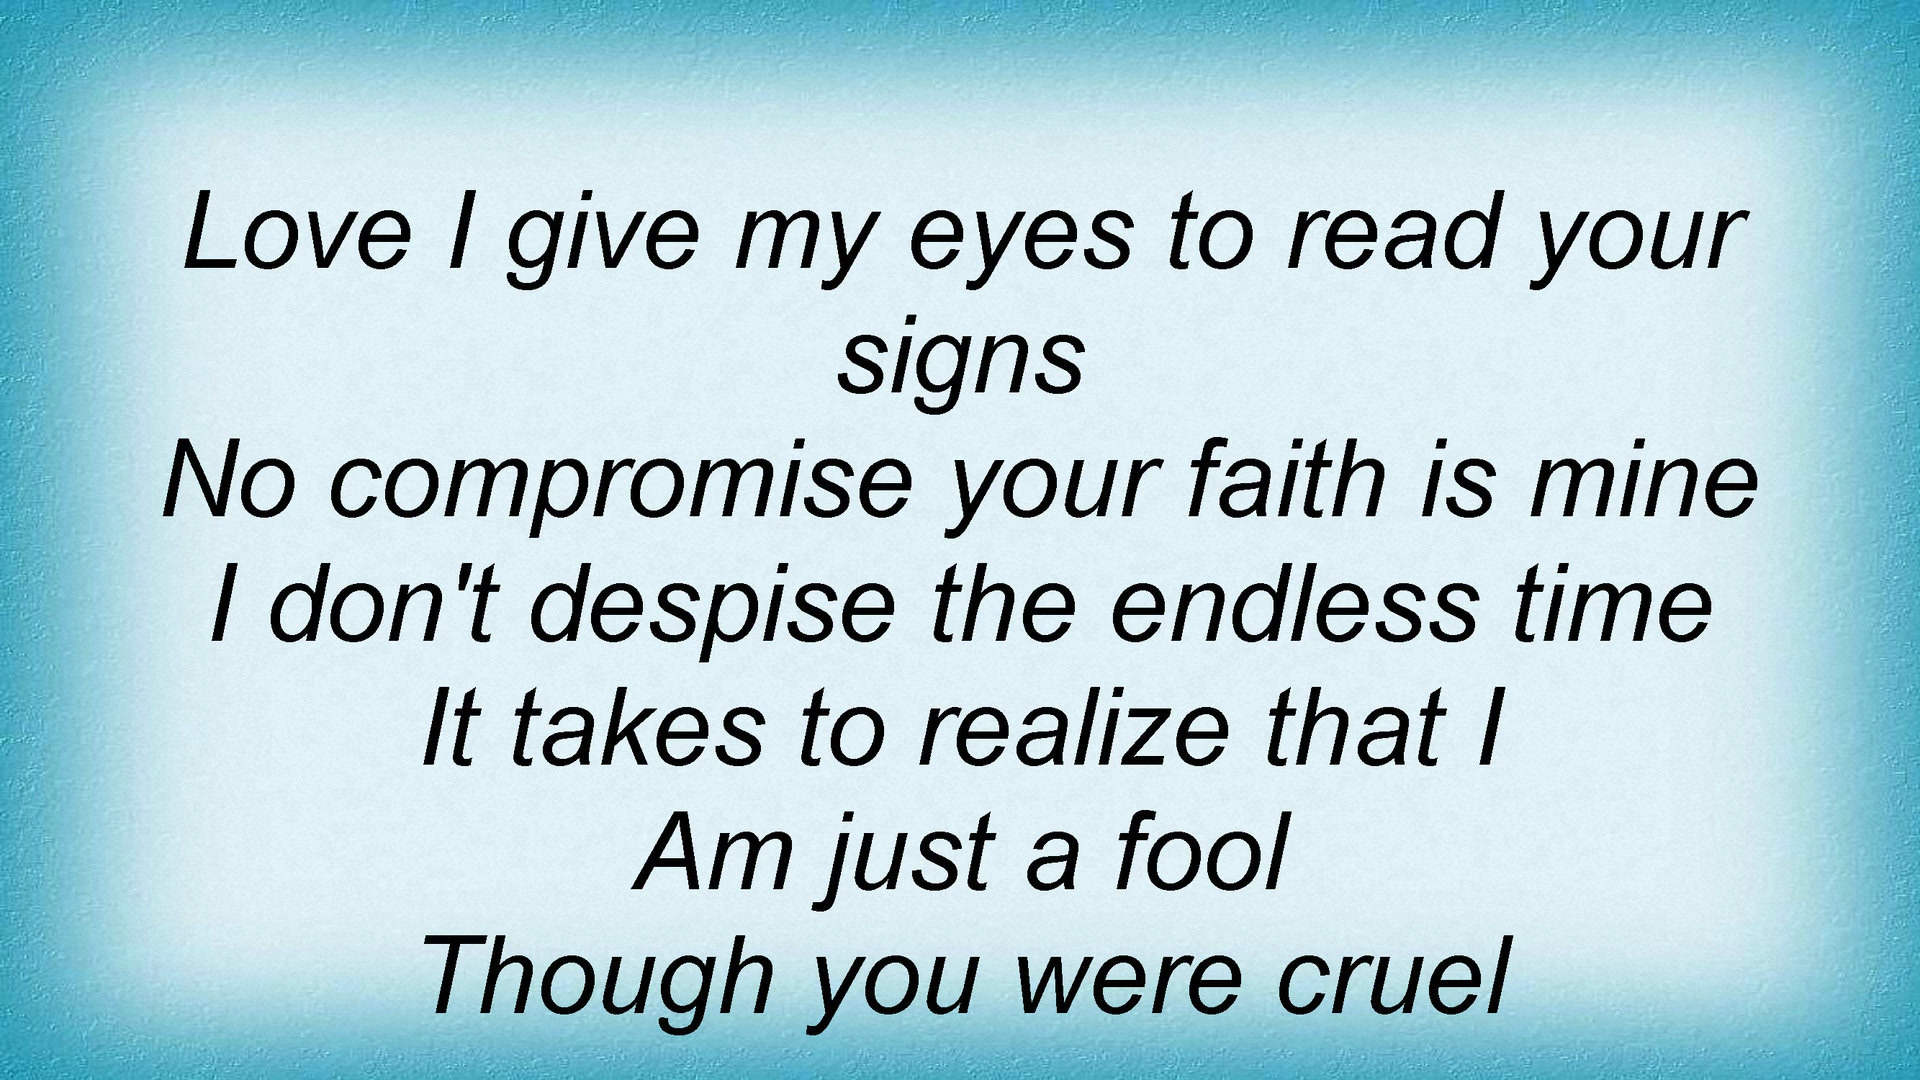 Love I give my eyes to read your
signs
No compromise your faith is mine
I don't despise the endless time
It takes to realize that I
Am just a fool
Though you were cruel